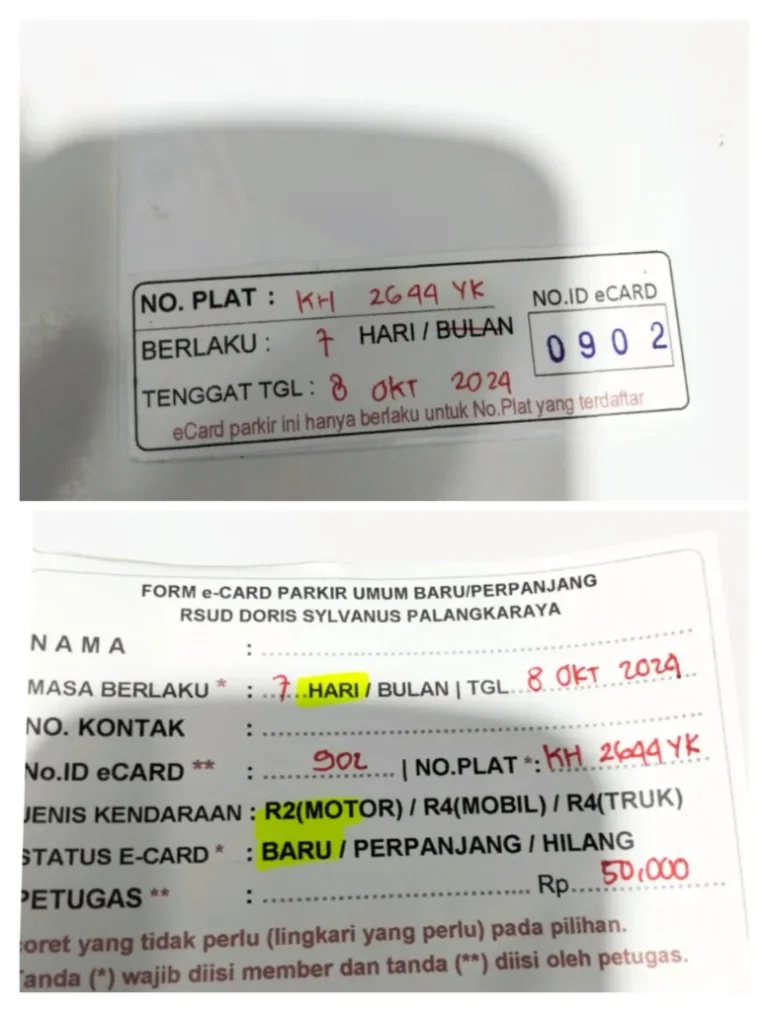 NO. PLAT : KH 2644 YK
NO.ID eCARD
BERLAKU : 7 HARI / BULAN
0902
TENGGAT TGL : 8 OKT 2024
eCard parkir ini hanya berlaku untuk No.Plat yang terdaftar
FORM e-CARD PARKIR UMUM BARU/PERPANJANG
RSUD DORIS SYLVANUS PALANGKARAYA
NAMA :
MASA BERLAKU * : 7 HARI / BULAN | TGL. 8 OKT 2024
NO. KONTAK :
No.ID eCARD ** : 902 | NO.PLAT *: KH 2644 YK
JENIS KENDARAAN : R2(MOTOR) / R4(MOBIL) / R4(TRUK)
STATUS E-CARD * : BARU / PERPANJANG / HILANG
PETUGAS ** : Rp. 50,000
coret yang tidak perlu (lingkari yang perlu) pada pilihan.
Tanda (*) wajib diisi member dan tanda (**) diisi oleh petugas.